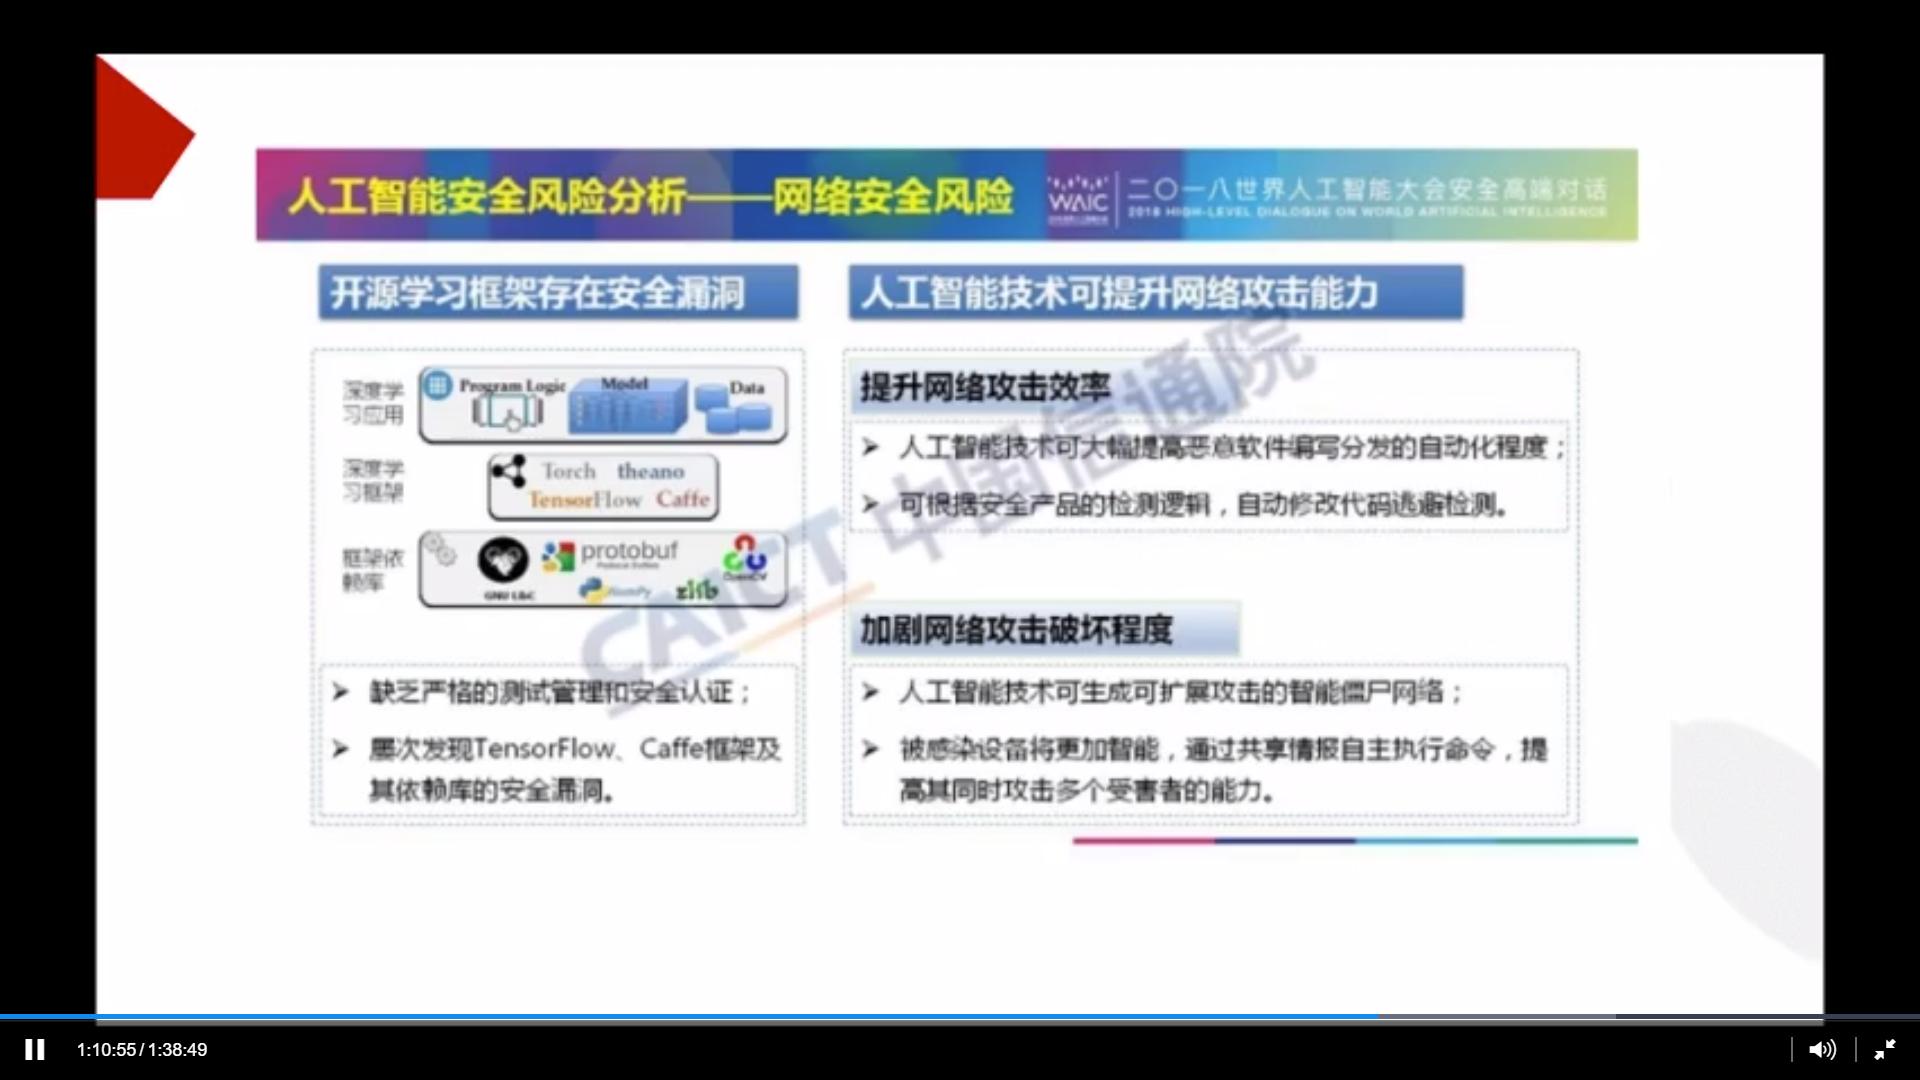 人工智能安全风险分析——网络安全风险
WAIC
二〇一八世界人工智能大会安全高端对话
2018 HIGH-LEVEL DIALOGUE ON WORLD ARTIFICIAL INTELLIGENCE
开源学习框架存在安全漏洞
深度学
习应用
Program Logic
Model
Data
深度学
习框架
Torch theano
TensorFlow Caffe
框架依
赖库
GNU Libc
protobuf
OpenCV
NumPy
zlib
缺乏严格的测试管理和安全认证；
屡次发现TensorFlow、Caffe框架及
其依赖库的安全漏洞。
人工智能技术可提升网络攻击能力
提升网络攻击效率
人工智能技术可大幅提高恶意软件编写分发的自动化程度；
可根据安全产品的检测逻辑，自动修改代码逃避检测。
加剧网络攻击破坏程度
人工智能技术可生成可扩展攻击的智能僵尸网络；
被感染设备将更加智能，通过共享情报自主执行命令，提
高其同时攻击多个受害者的能力。
CAICT 中国信通院
1:10:55/1:38:49